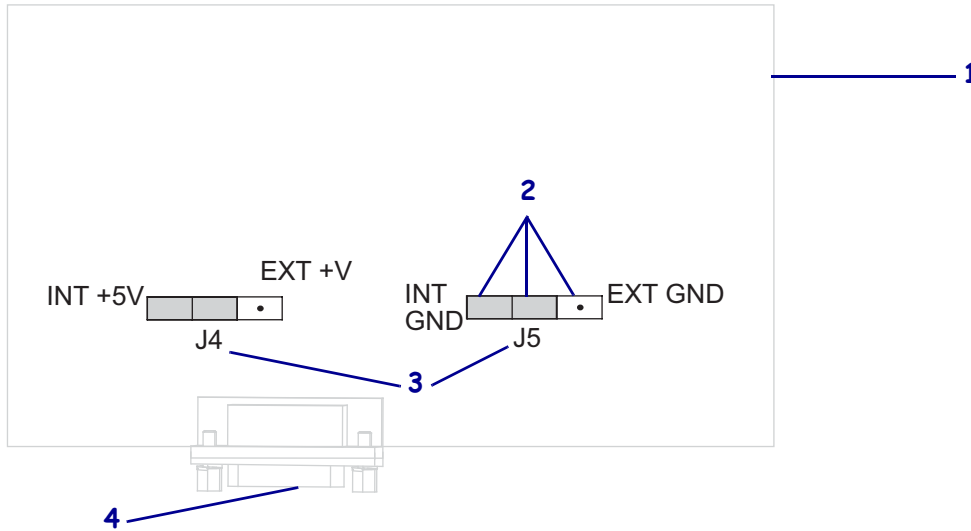 1
2
EXT +V
INT +5V
INT
GND
EXT GND
J4
J5
3
4